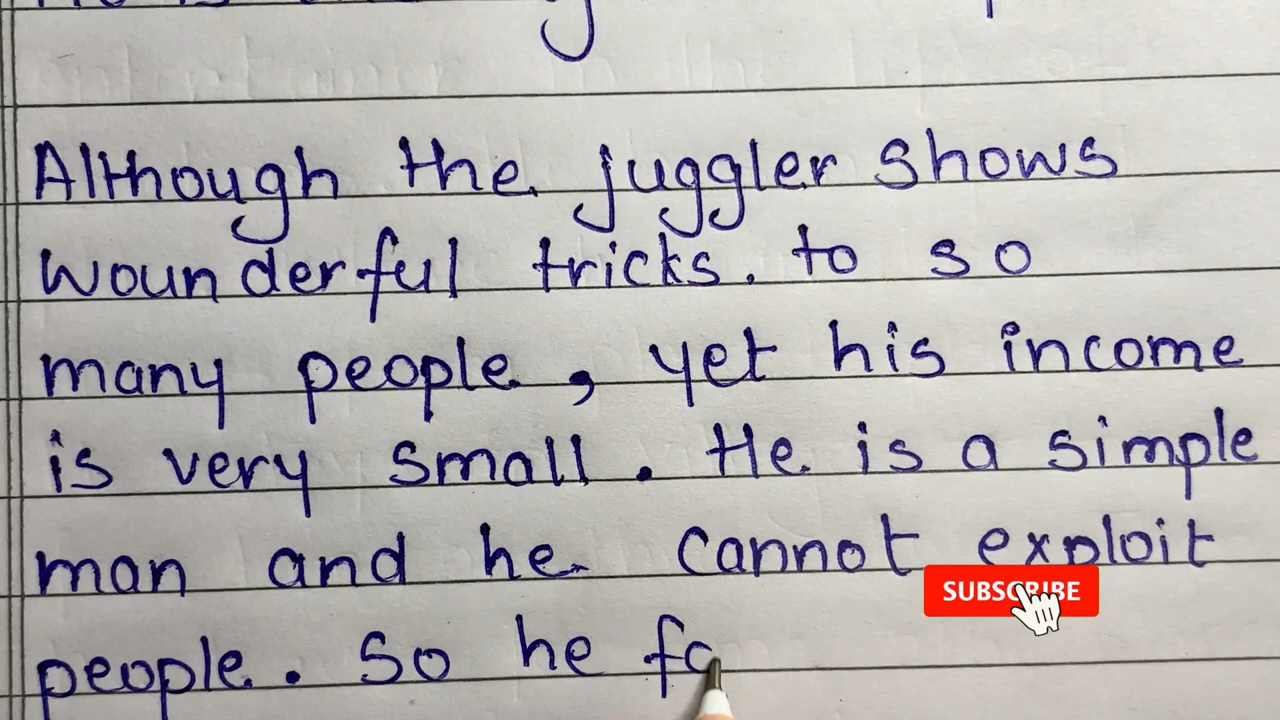 Although the juggler shows
wounderful tricks. to so
many people, yet his income
is very small. He is a simple
man and he cannot exploit
SUBSCRIBE
people. So he fa